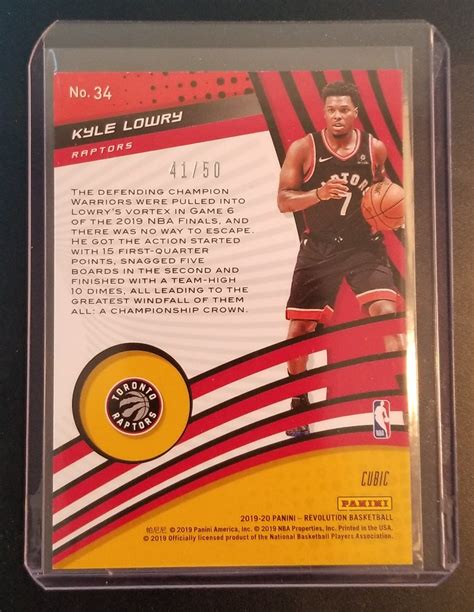 No. 34
KYLE LOWRY
RAPTORS
41/50
THE DEFENDING CHAMPION
WARRIORS WERE PULLED INTO
LOWRY'S VORTEX IN GAME 6
OF THE 2019 NBA FINALS, AND
THERE WAS NO WAY TO ESCAPE.
HE GOT THE ACTION STARTED
WITH 15 FIRST-QUARTER
POINTS, SNAGGED FIVE
BOARDS IN THE SECOND AND
FINISHED WITH A TEAM-HIGH
10 DIMES, ALL LEADING TO THE
GREATEST WINDFALL OF THEM
ALL: A CHAMPIONSHIP CROWN.
7
TORONTO
RAPTORS
NBA
CUBIC
PANINI
2019-20 PANINI – REVOLUTION BASKETBALL
帕尼尼 © 2019 Panini America, Inc. © 2019 NBA Properties, Inc. Printed in the USA.
© 2019 Officially licensed product of the National Basketball Players Association.